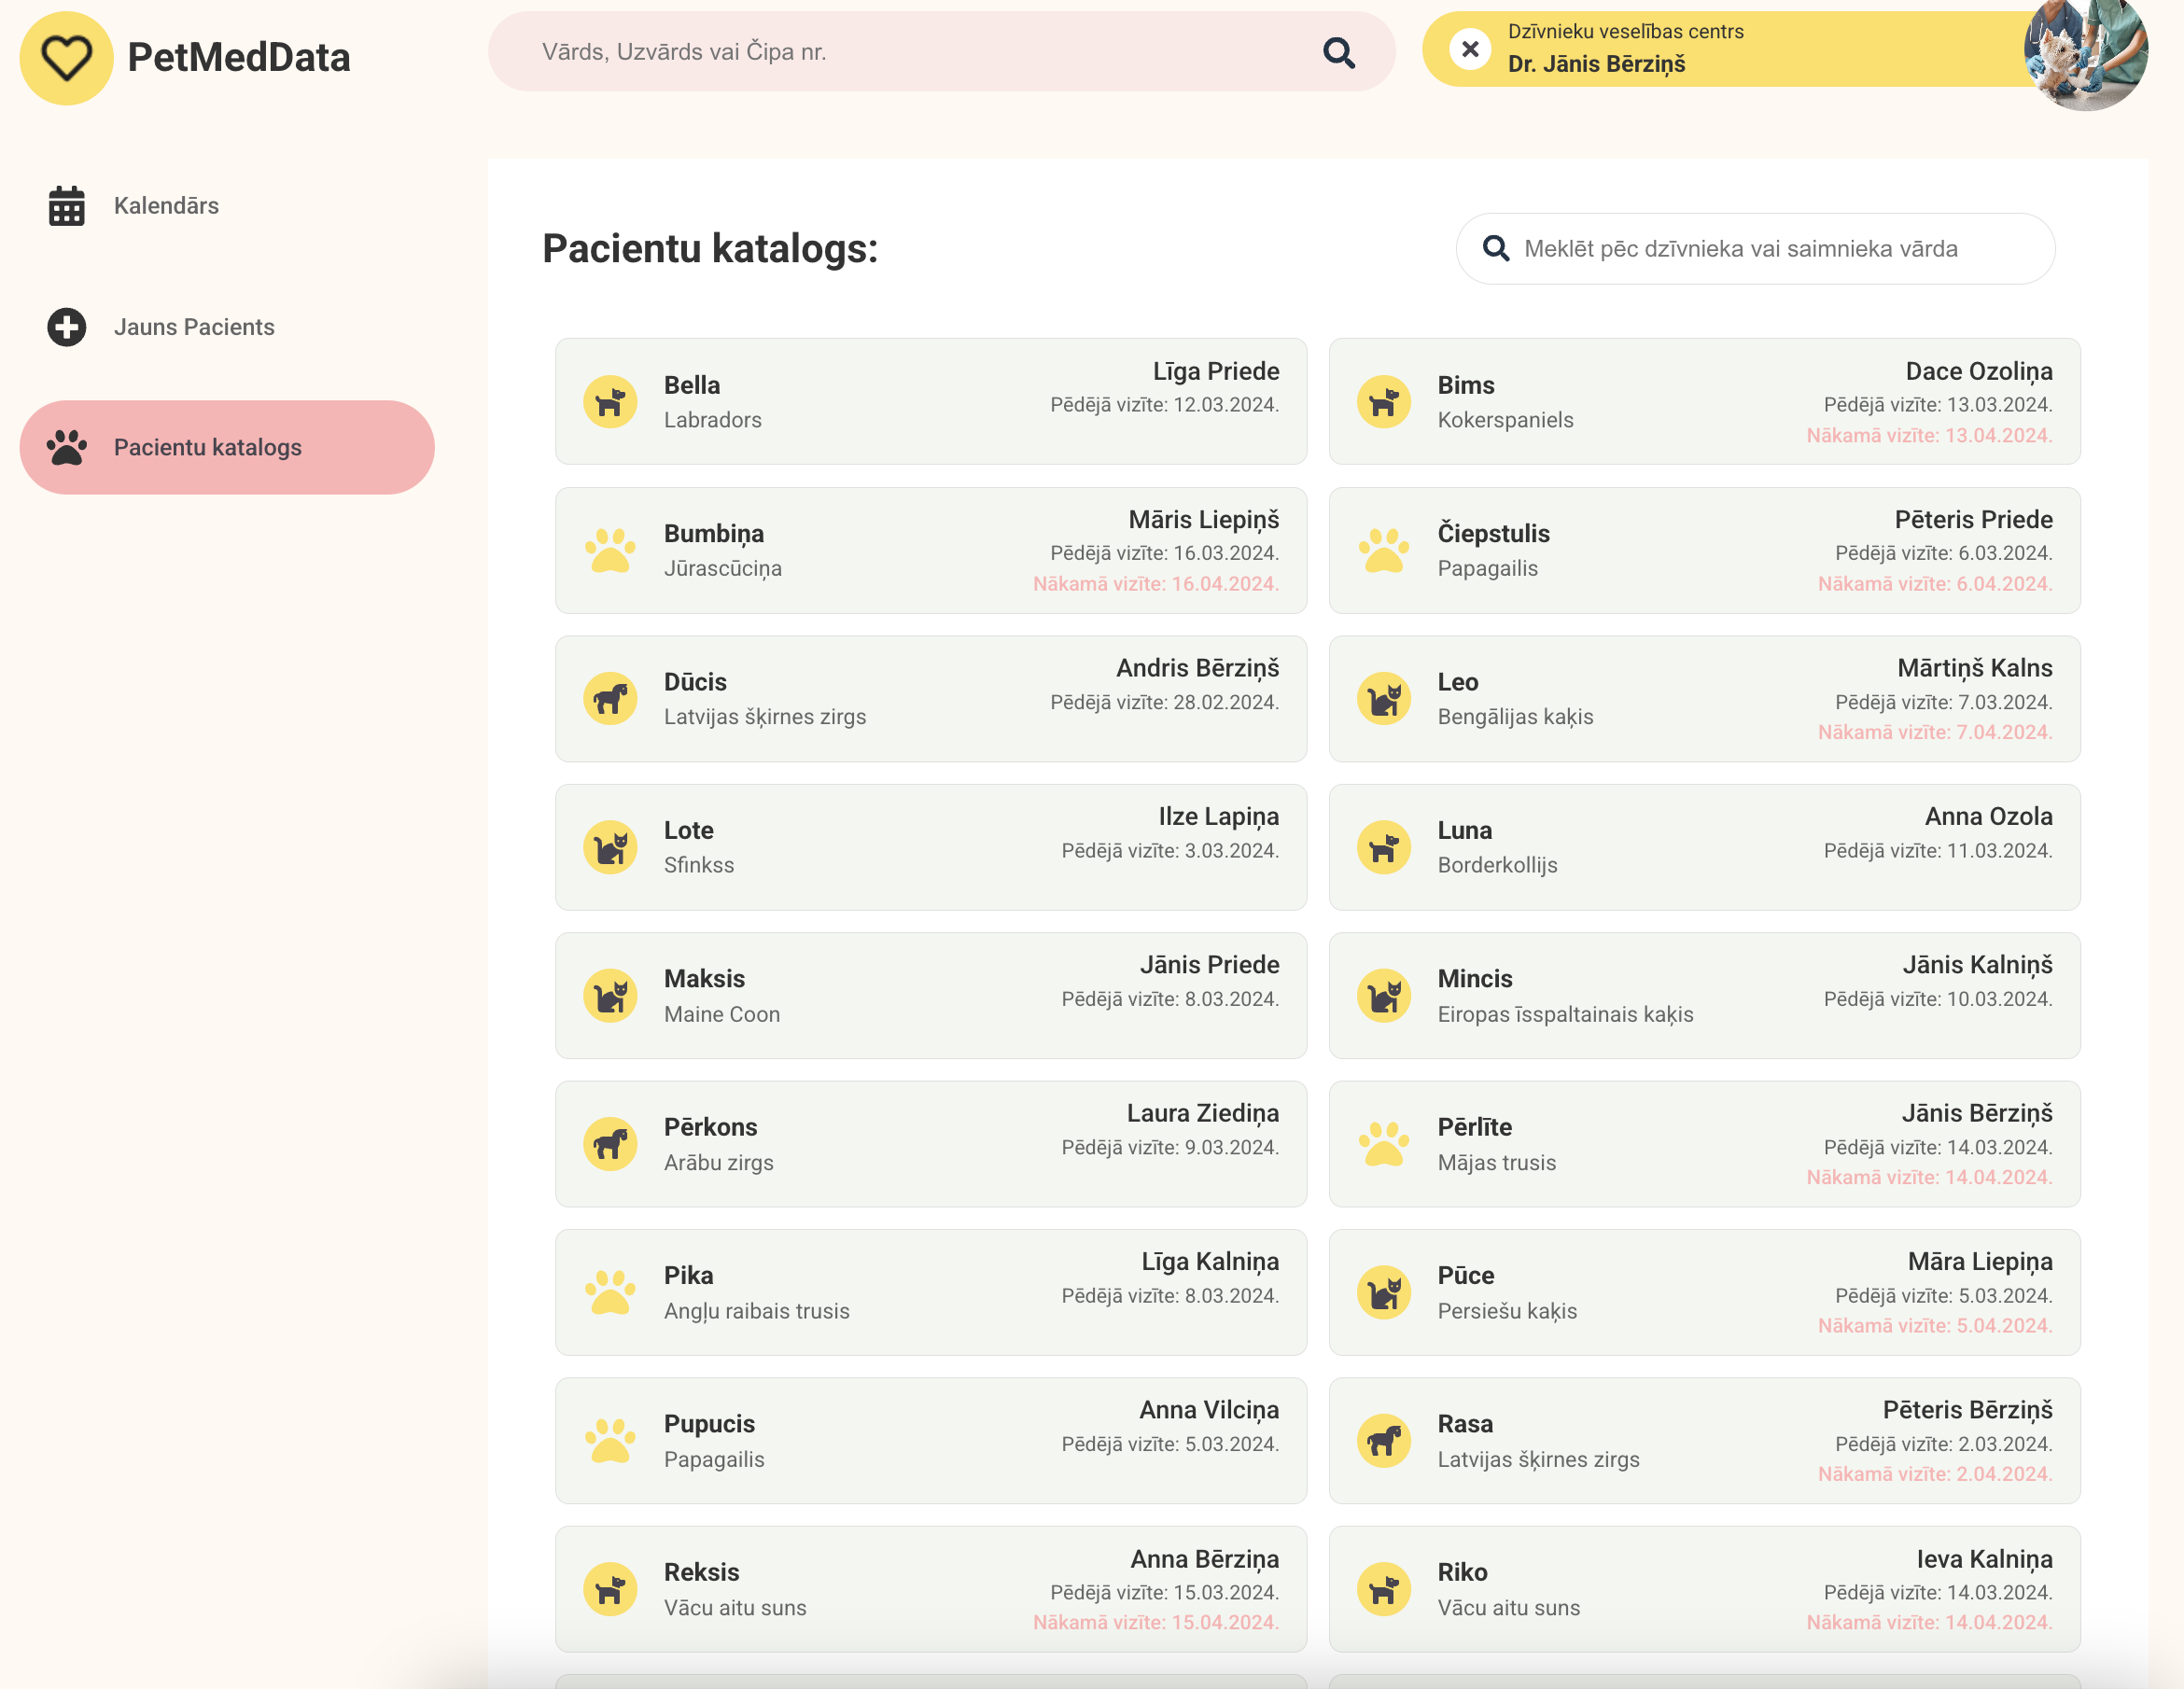 PetMedData
Vārds, Uzvārds vai Čipa nr.
Dzīvnieku veselības centrs
Dr. Jānis Bērziņš
Kalendārs
Jauns Pacients
Pacientu katalogs
Pacientu katalogs:
Meklēt pēc dzīvnieka vai saimnieka vārda
Bella
Labradors
Līga Priede
Pēdējā vizīte: 12.03.2024.
Bims
Kokerspaniels
Dace Ozoliņa
Pēdējā vizīte: 13.03.2024.
Nākamā vizīte: 13.04.2024.
Bumbiņa
Jūrascūciņa
Māris Liepiņš
Pēdējā vizīte: 16.03.2024.
Nākamā vizīte: 16.04.2024.
Čiepstulis
Papagailis
Pēteris Priede
Pēdējā vizīte: 6.03.2024.
Nākamā vizīte: 6.04.2024.
Dūcis
Latvijas šķirnes zirgs
Andris Bērziņš
Pēdējā vizīte: 28.02.2024.
Leo
Bengālijas kaķis
Mārtiņš Kalns
Pēdējā vizīte: 7.03.2024.
Nākamā vizīte: 7.04.2024.
Lote
Sfinkss
Ilze Lapiņa
Pēdējā vizīte: 3.03.2024.
Luna
Borderkollijs
Anna Ozola
Pēdējā vizīte: 11.03.2024.
Maksis
Maine Coon
Jānis Priede
Pēdējā vizīte: 8.03.2024.
Mincis
Eiropas īsspaltainais kaķis
Jānis Kalniņš
Pēdējā vizīte: 10.03.2024.
Pērkons
Arābu zirgs
Laura Ziediņa
Pēdējā vizīte: 9.03.2024.
Pērlīte
Mājas trusis
Jānis Bērziņš
Pēdējā vizīte: 14.03.2024.
Nākamā vizīte: 14.04.2024.
Pika
Angļu raibais trusis
Līga Kalniņa
Pēdējā vizīte: 8.03.2024.
Pūce
Persiešu kaķis
Māra Liepiņa
Pēdējā vizīte: 5.03.2024.
Nākamā vizīte: 5.04.2024.
Pupucis
Papagailis
Anna Vilciņa
Pēdējā vizīte: 5.03.2024.
Rasa
Latvijas šķirnes zirgs
Pēteris Bērziņš
Pēdējā vizīte: 2.03.2024.
Nākamā vizīte: 2.04.2024.
Reksis
Vācu aitu suns
Anna Bērziņa
Pēdējā vizīte: 15.03.2024.
Nākamā vizīte: 15.04.2024.
Riko
Vācu aitu suns
Ieva Kalniņa
Pēdējā vizīte: 14.03.2024.
Nākamā vizīte: 14.04.2024.